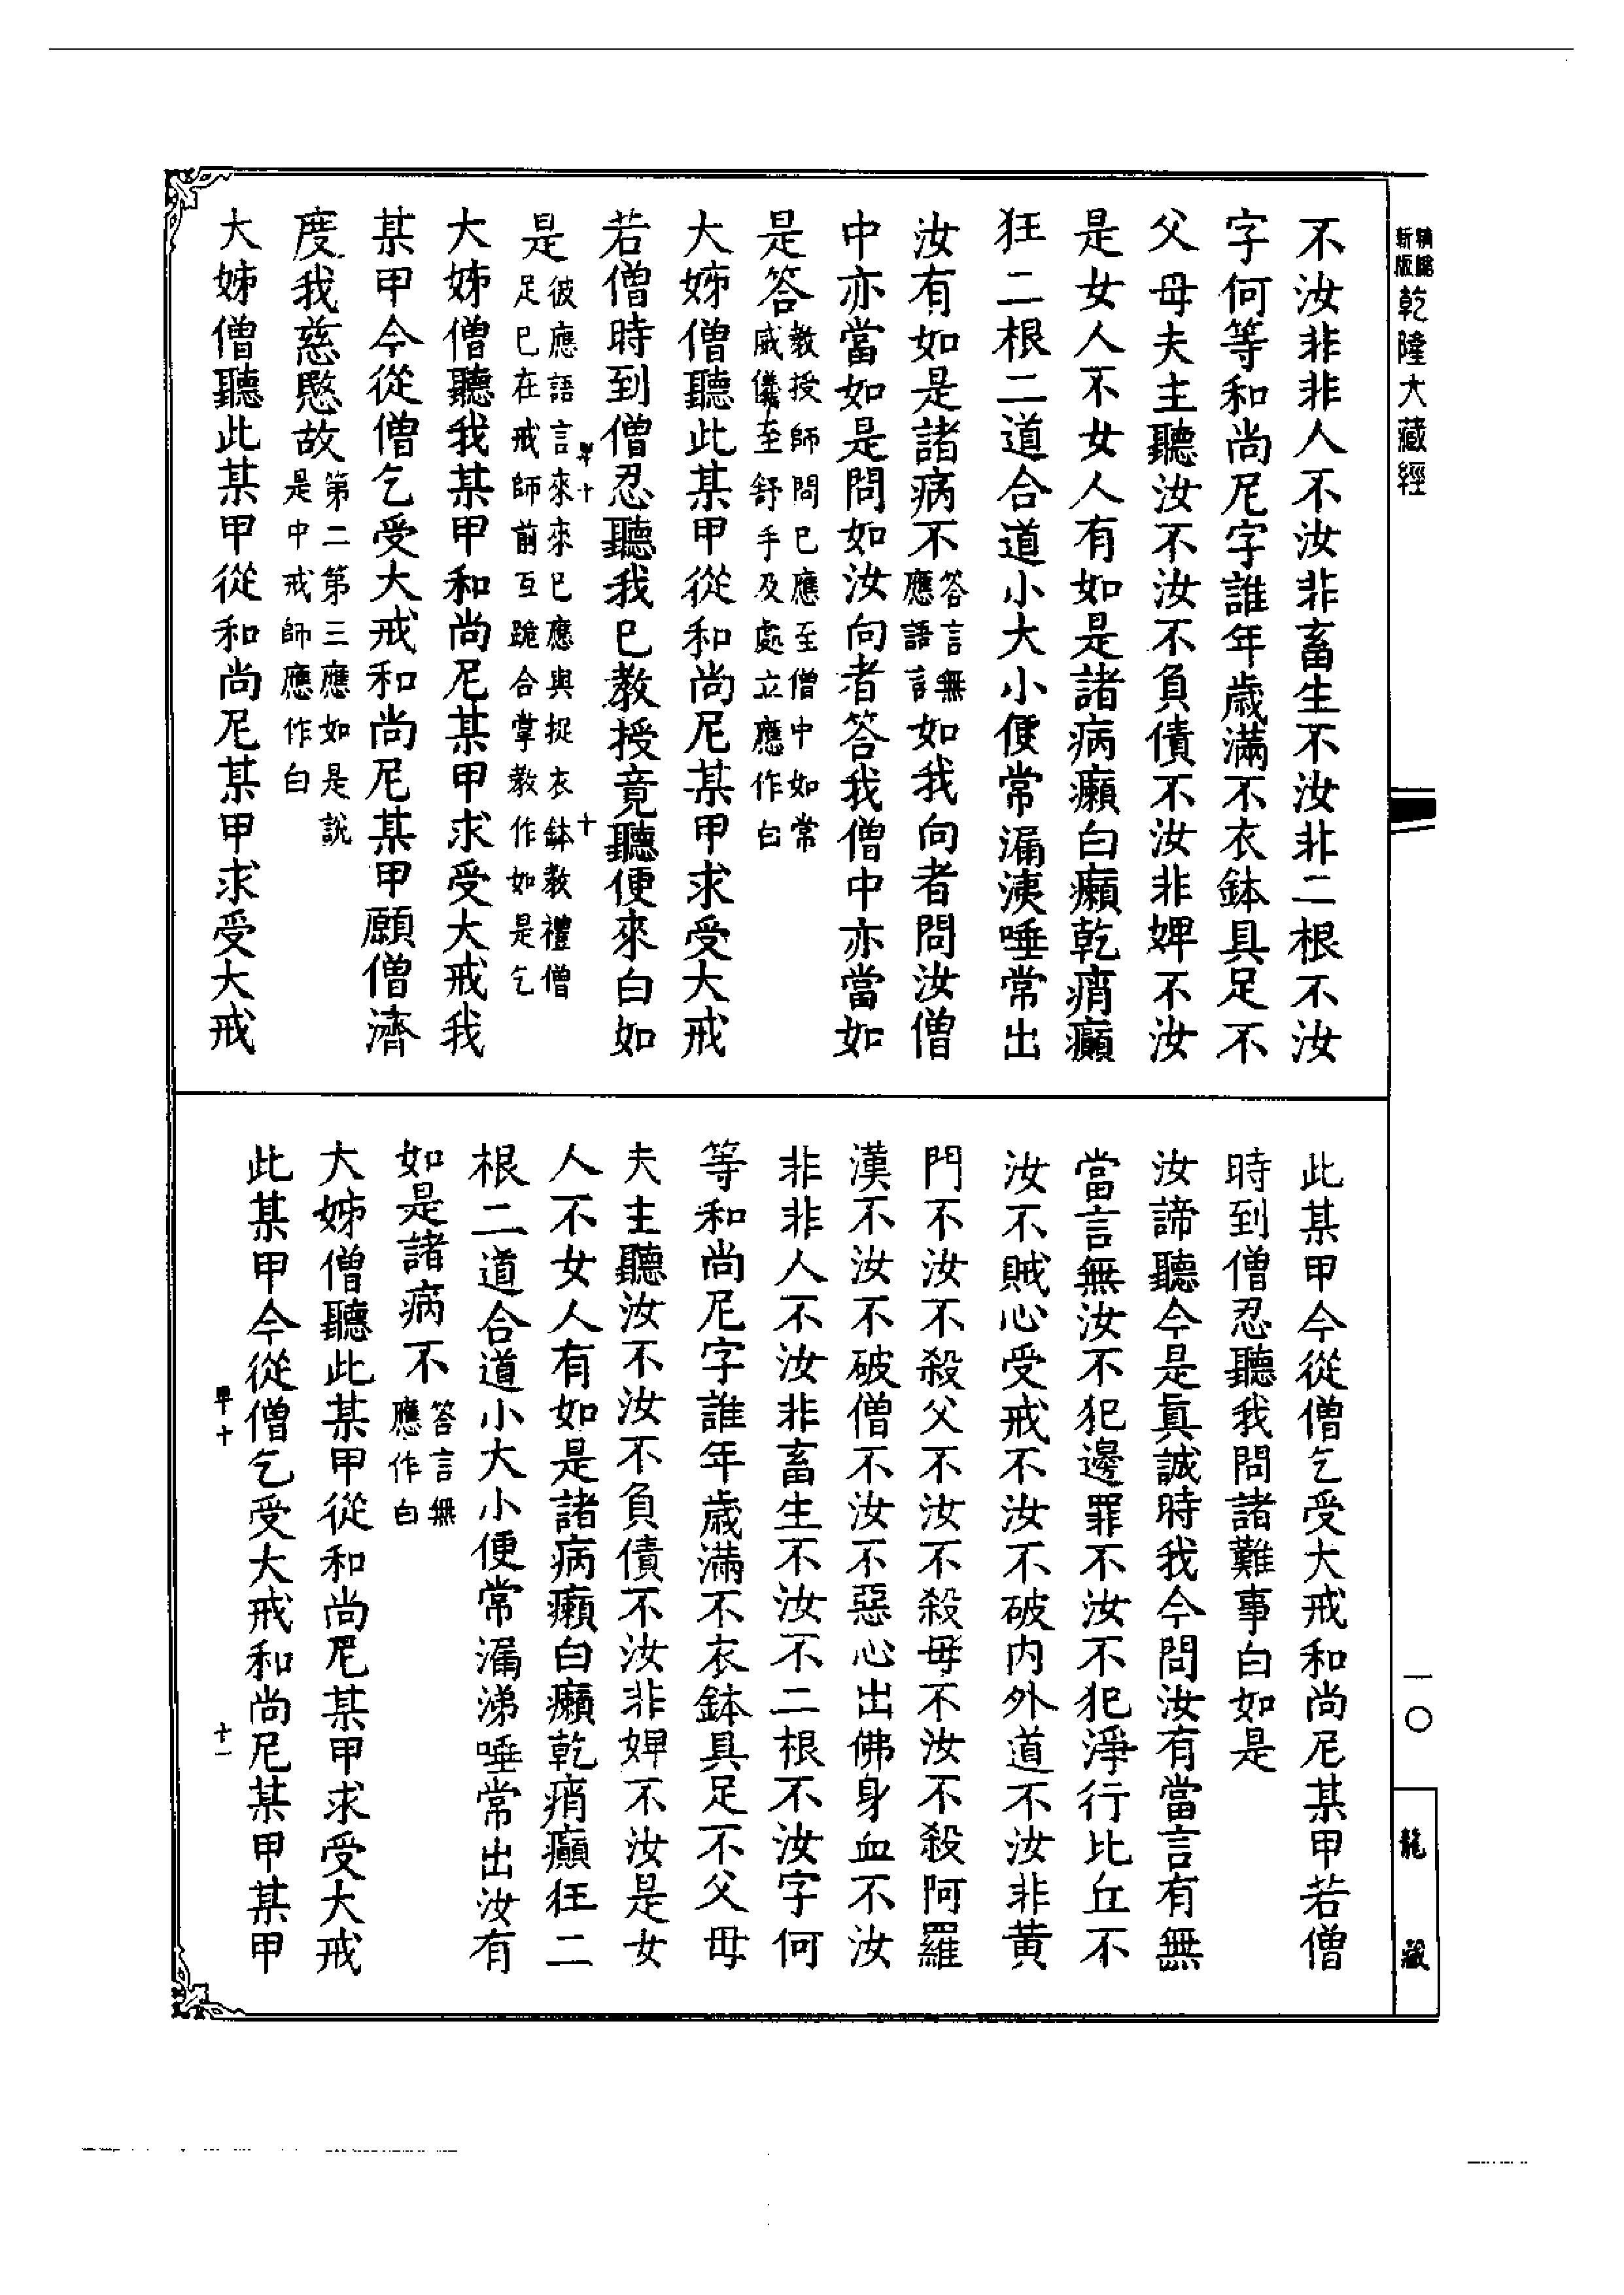 新版
乾隆大藏經
不汝非非人不汝非畜生不汝非二根不汝
字何等和尚尼字誰年歲滿不衣鉢具足不
父母夫主聽汝不汝不負債不汝非婢不汝
是女人不女人有如是諸病癩白癩乾痟癲
狂二根二道合道小大小便常漏洟唾常出
汝有如是諸病不答言無應語言如我向者問汝僧
中亦當如是問如汝向者答我僧中亦當如
是答教授師問已應至僧中如常威儀至舒手及處立應作白
大姊僧聽此某甲從和尚尼某甲求受大戒
若僧時到僧忍聽我已教授竟聽便來白如
是彼應語言來來已應與捉衣鉢教禮僧足已在戒師前互跪合掌教作如是乞
大姊僧聽我某甲和尚尼某甲求受大戒我
某甲今從僧乞受大戒和尚尼某甲願僧濟
度我慈愍故第二第三應如是說是中戒師應作白
大姊僧聽此某甲從和尚尼某甲求受大戒
此某甲今從僧乞受大戒和尚尼某甲若僧
時到僧忍聽我問諸難事白如是
汝諦聽今是真誠時我今問汝有當言有無
當言無汝不犯邊罪不汝不犯淨行比丘不
汝不賊心受戒不汝不破內外道不汝非黃
門不汝不殺父不汝不殺母不汝不殺阿羅
漢不汝不破僧不汝不惡心出佛身血不汝
非非人不汝非畜生不汝不二根不汝字何
等和尚尼字誰年歲滿不衣鉢具足不父母
夫主聽汝不汝不負債不汝非婢不汝是女
人不女人有如是諸病癩白癩乾痟癲狂二
根二道合道小大小便常漏涕唾常出汝有
如是諸病不答言無應作白
大姊僧聽此某甲從和尚尼某甲求受大戒
此某甲今從僧乞受大戒和尚尼某甲某甲
一〇
龍藏